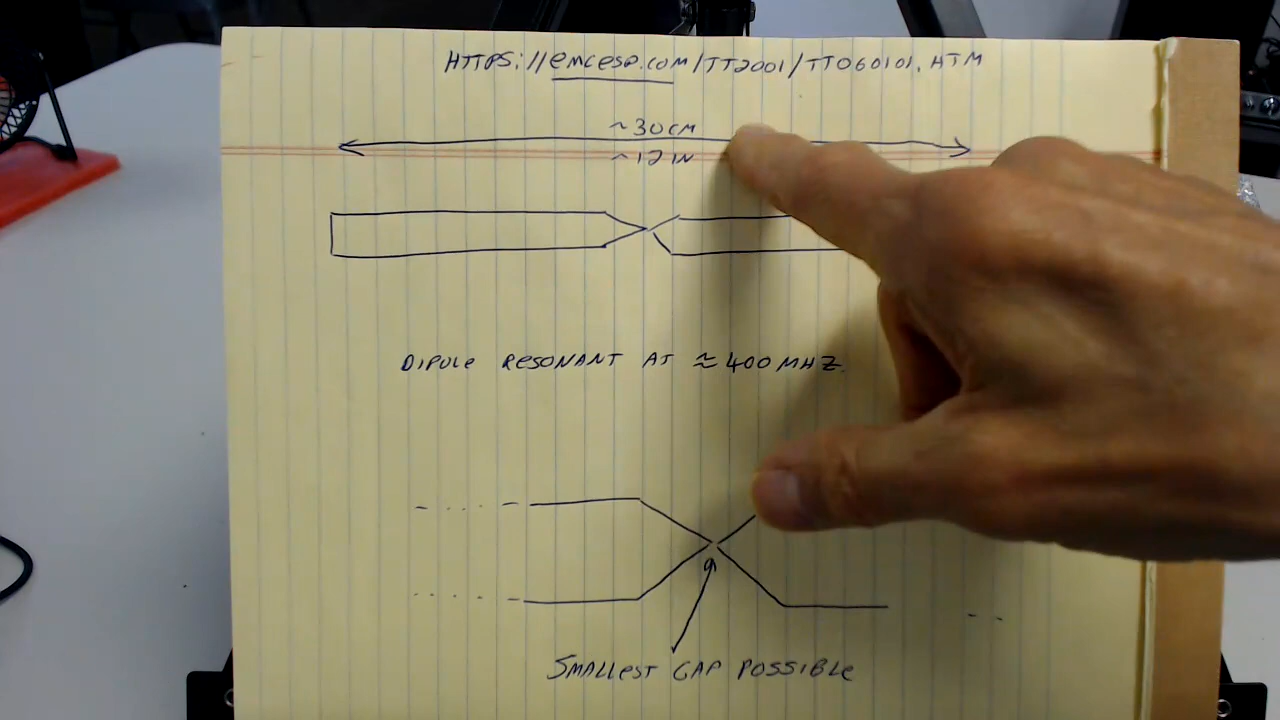 HTTPS://emcesd.com/TT2001/TT060101.HTM
~30CM
~12 IN
DIPOLE RESONANT AT ≈400MHZ.
SMALLEST GAP POSSIBLE